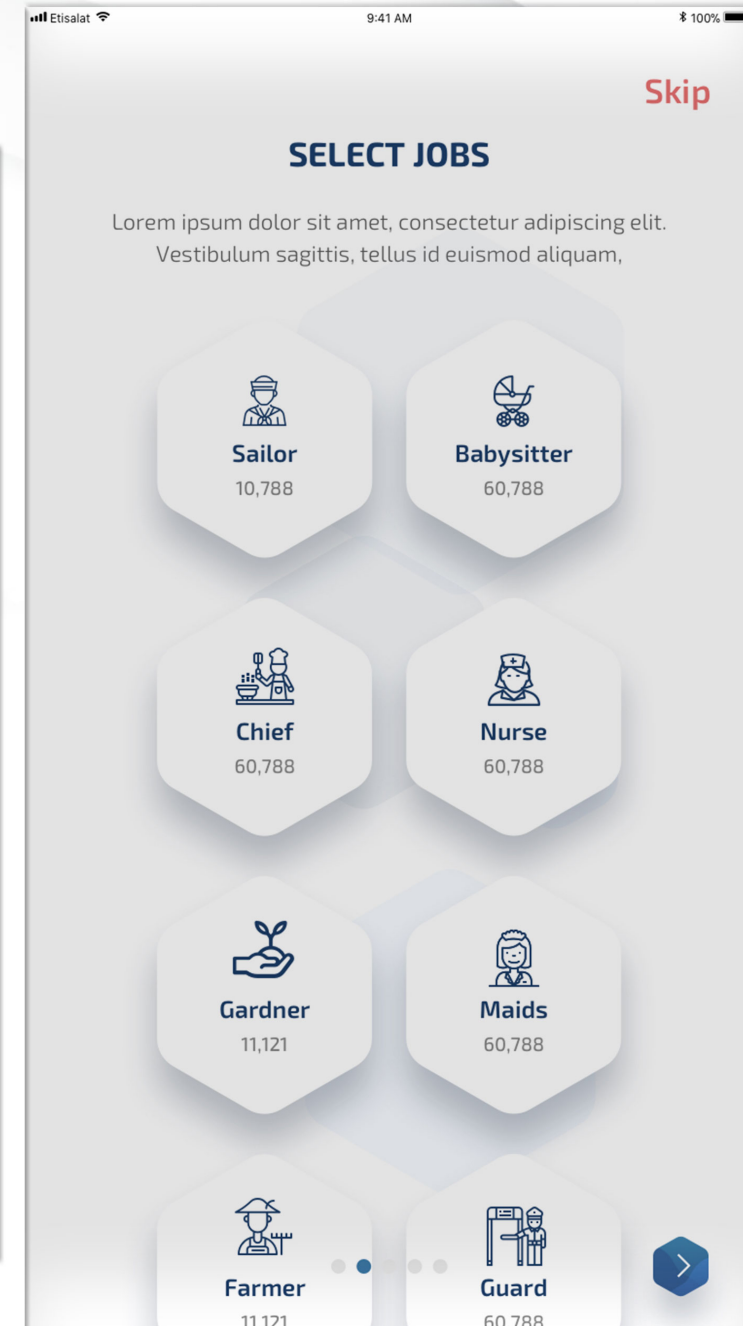 Etisalat 9:41 AM 100%
Skip
SELECT JOBS
Lorem ipsum dolor sit amet, consectetur adipiscing elit.
Vestibulum sagittis, tellus id euismod aliquam,
Sailor
10,788
Babysitter
60,788
Chief
60,788
Nurse
60,788
Gardner
11,121
Maids
60,788
Farmer
11,121
Guard
60,788